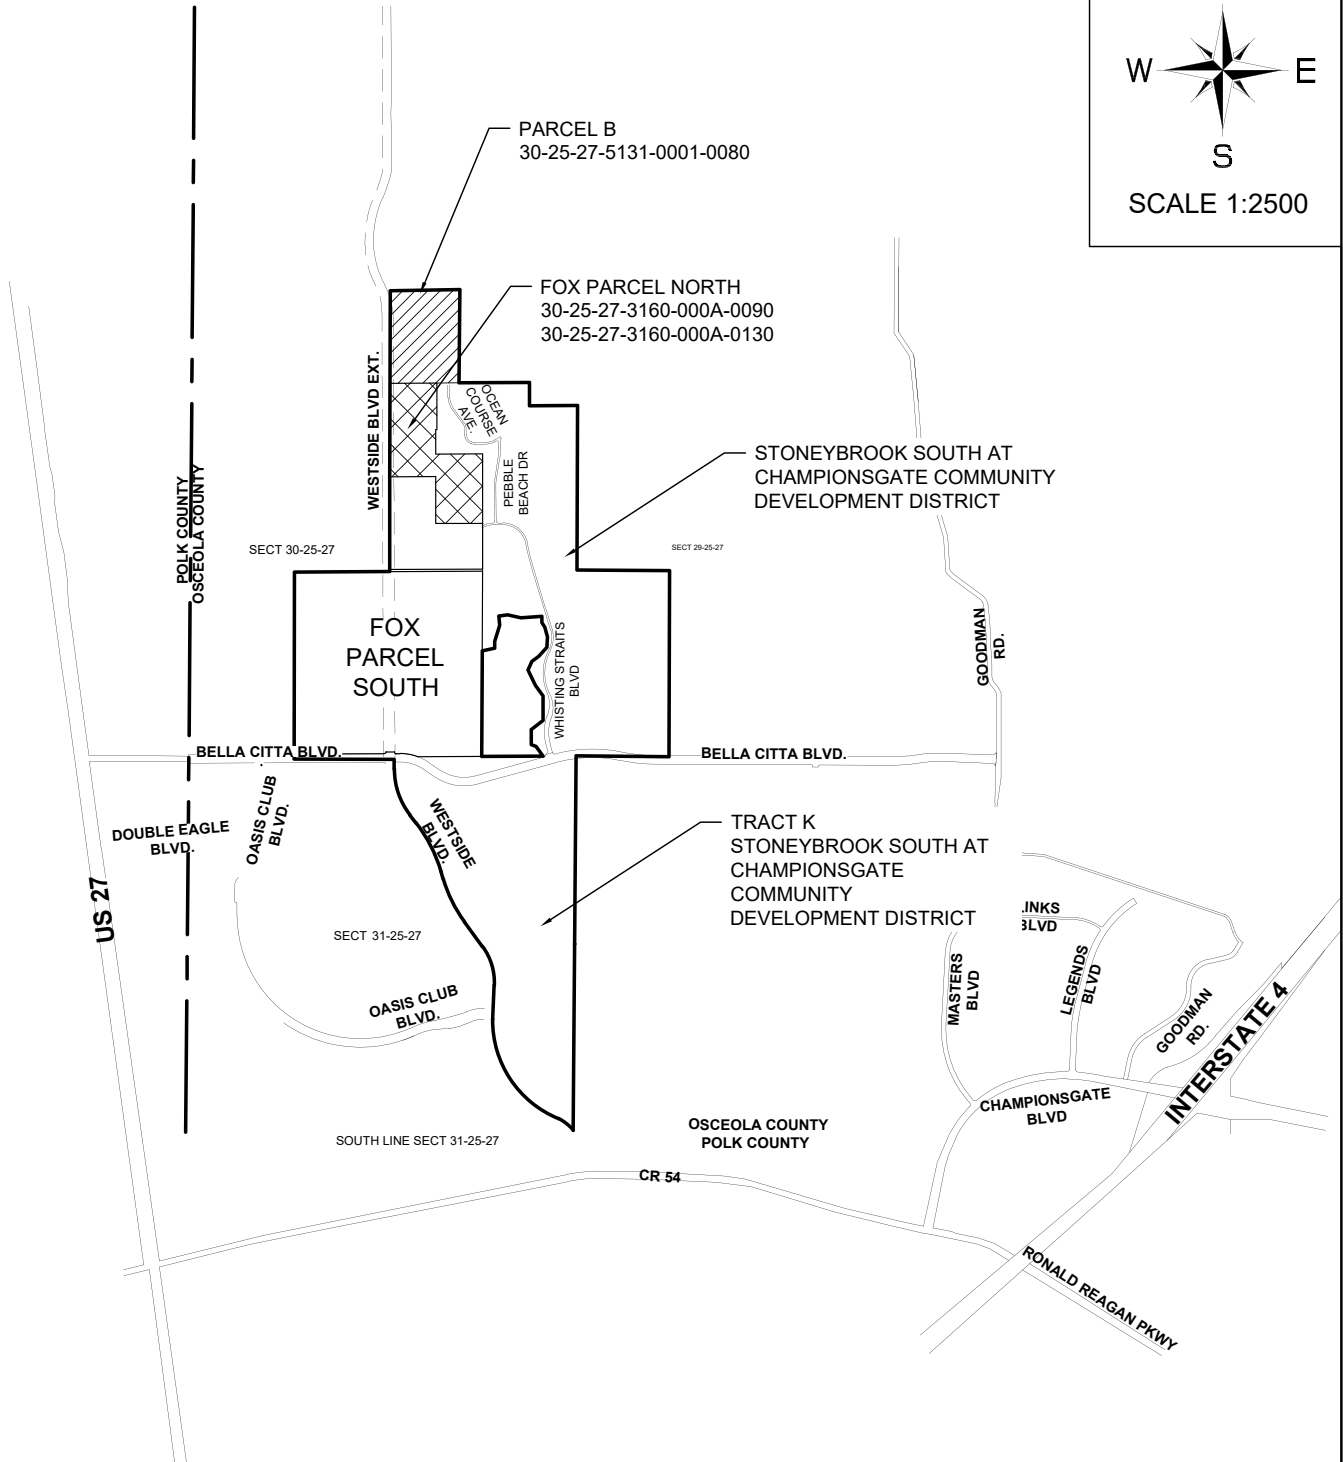 W
E
S
SCALE 1:2500
PARCEL B
30-25-27-5131-0001-0080
FOX PARCEL NORTH
30-25-27-3160-000A-0090
30-25-27-3160-000A-0130
WESTSIDE BLVD EXT.
OCEAN
COURSE
AVE.
PEBBLE
BEACH DR
STONEYBROOK SOUTH AT
CHAMPIONSGATE COMMUNITY
DEVELOPMENT DISTRICT
POLK COUNTY
OSCEOLA COUNTY
SECT 30-25-27
SECT 29-25-27
FOX
PARCEL
SOUTH
WHISTING STRAITS
BLVD
GOODMAN
RD.
BELLA CITTA BLVD.
BELLA CITTA BLVD.
DOUBLE EAGLE
BLVD.
OASIS CLUB
BLVD.
WESTSIDE
BLVD.
TRACT K
STONEYBROOK SOUTH AT
CHAMPIONSGATE
COMMUNITY
DEVELOPMENT DISTRICT
US 27
SECT 31-25-27
OASIS CLUB
BLVD.
LINKS
BLVD
MASTERS
BLVD
LEGENDS
BLVD
GOODMAN
RD.
INTERSTATE 4
CHAMPIONSGATE
BLVD
SOUTH LINE SECT 31-25-27
OSCEOLA COUNTY
POLK COUNTY
CR 54
RONALD REAGAN PKWY